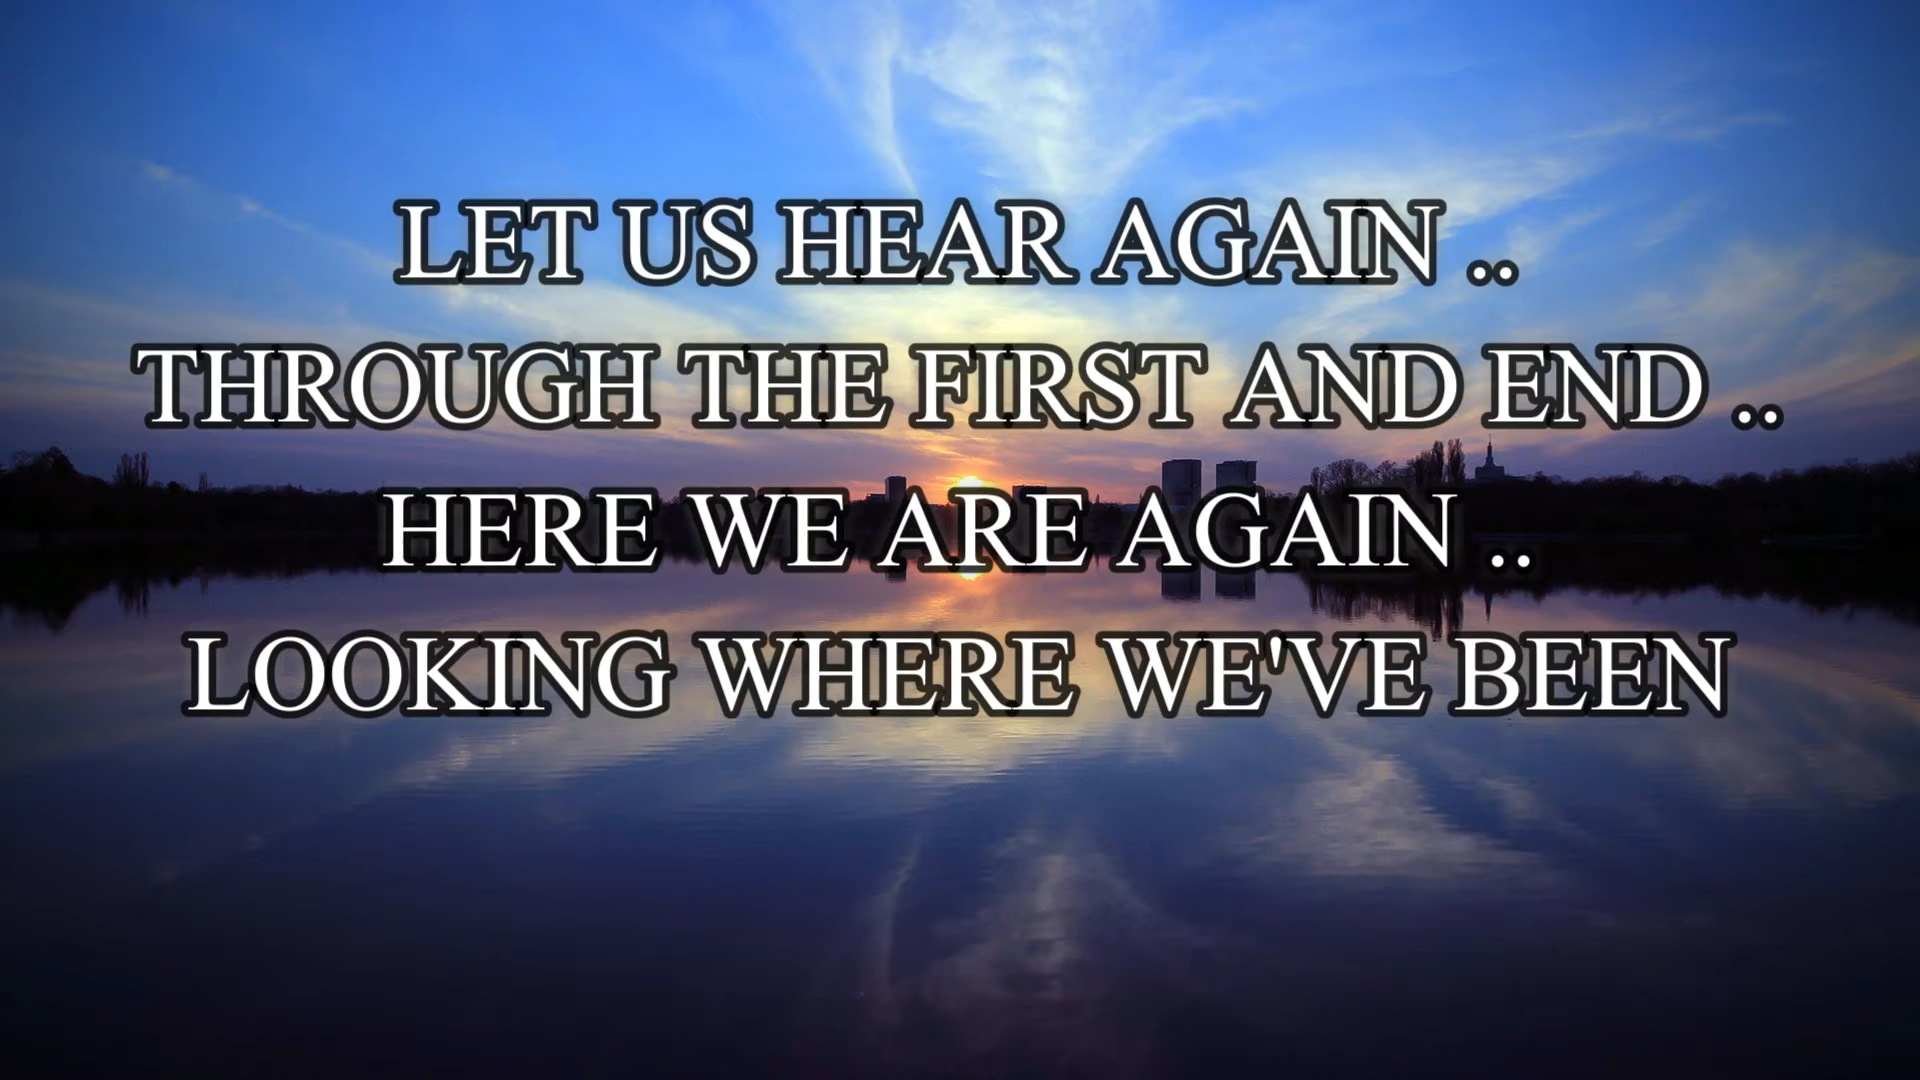 LET US HEAR AGAIN ..
THROUGH THE FIRST AND END ..
HERE WE ARE AGAIN ..
LOOKING WHERE WE'VE BEEN